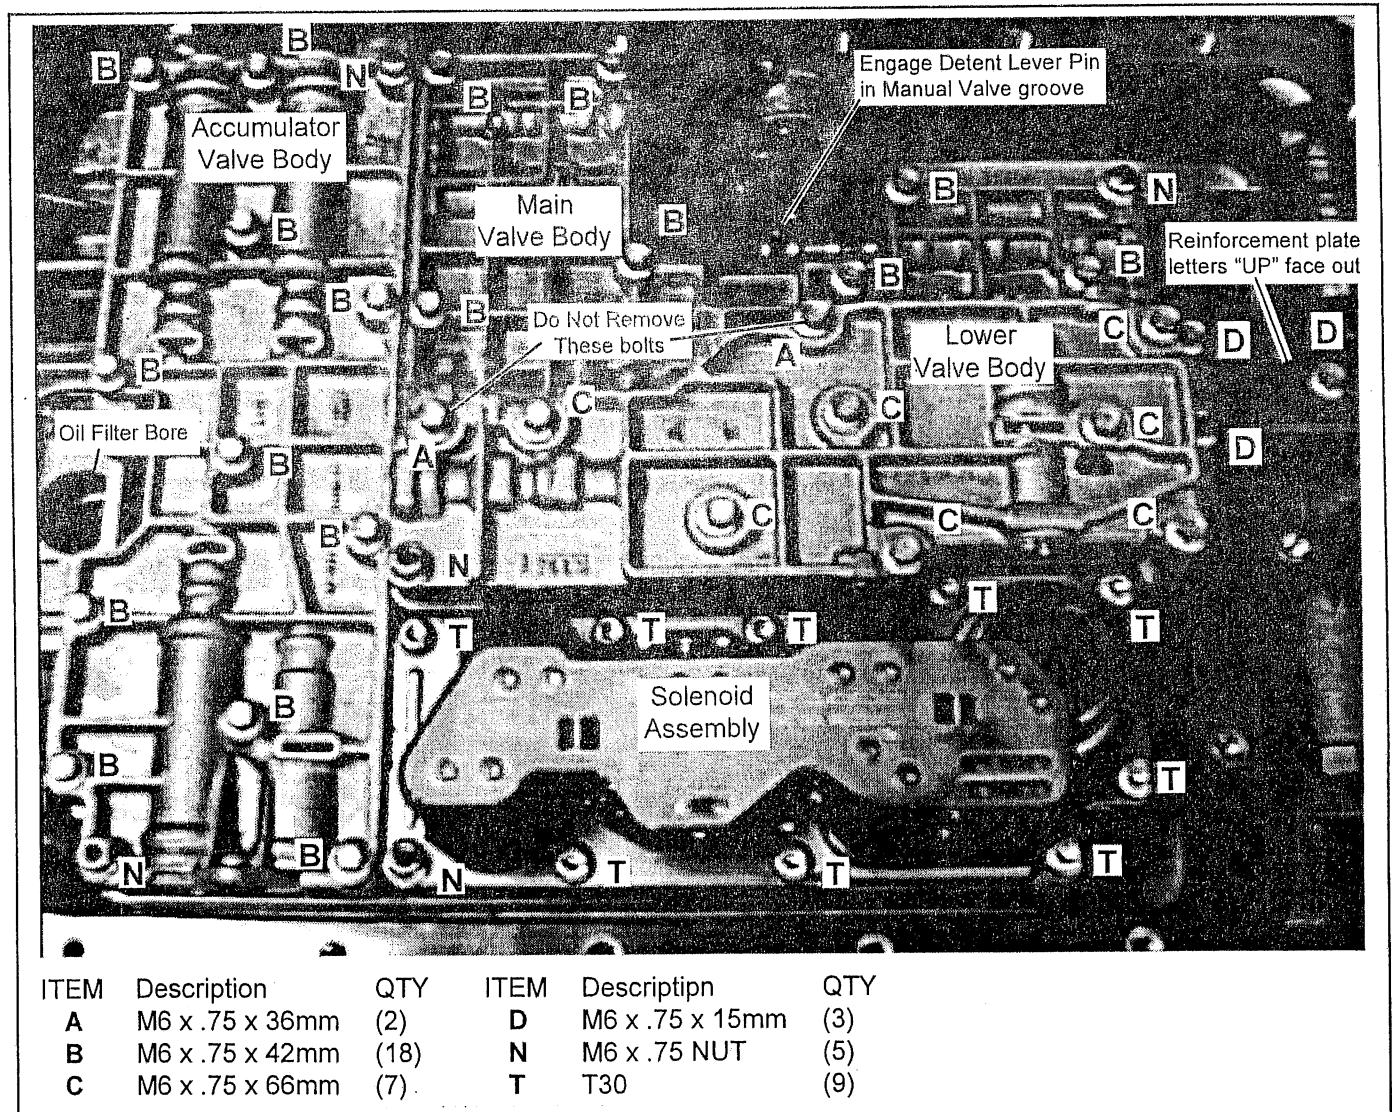 B
B
N
Engage Detent Lever Pin
in Manual Valve groove
B
B
Accumulator
Valve Body
B
N
Main
Valve Body
B
B
Reinforcement plate
letters “UP” face out
B
B
B
B
Do Not Remove
These bolts
Lower
Valve Body
C
D
D
A
B
C
C
C
Oil Filter Bore
A
B
D
C
C
C
B
N
T
B
T
T
T
T
Solenoid
Assembly
B
B
T
B
N
N
T
T
T
ITEM Description QTY ITEM Descriptipn QTY
A M6 x .75 x 36mm (2) D M6 x .75 x 15mm (3)
B M6 x .75 x 42mm (18) N M6 x .75 NUT (5)
C M6 x .75 x 66mm (7) T T30 (9)